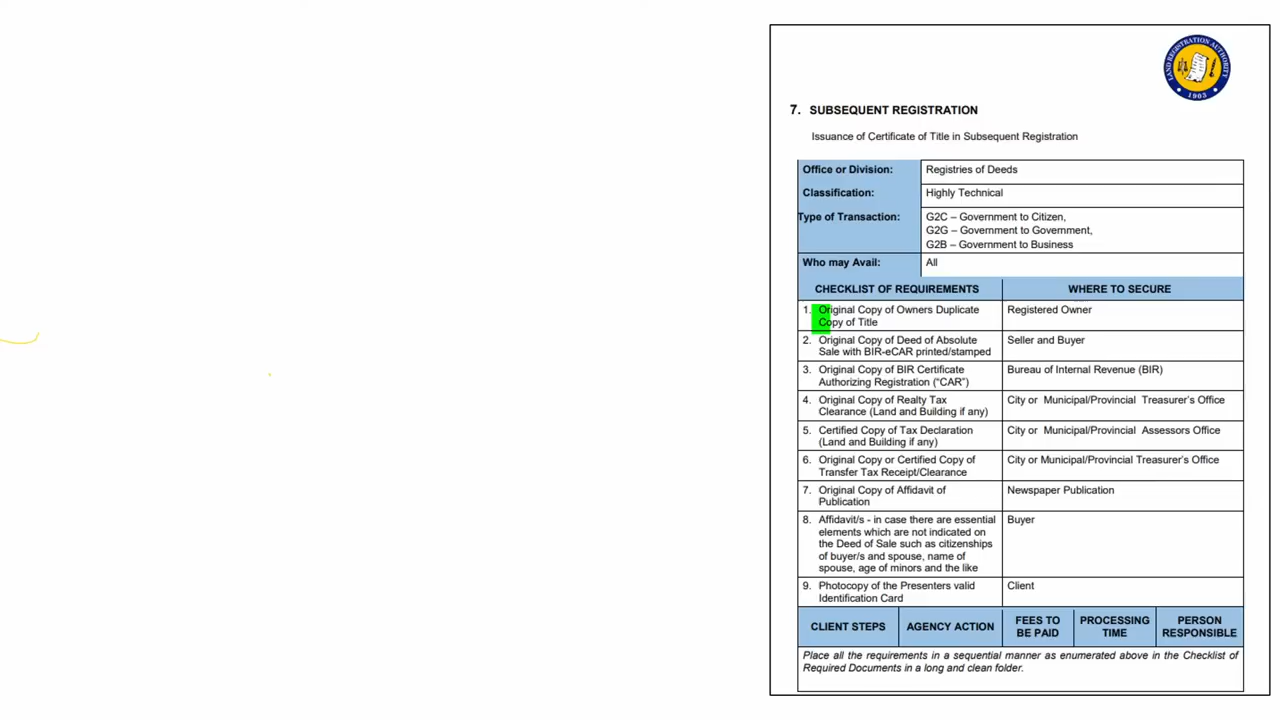 LAND REGISTRATION AUTHORITY
1903
7. SUBSEQUENT REGISTRATION
Issuance of Certificate of Title in Subsequent Registration
Office or Division: Registries of Deeds
Classification: Highly Technical
Type of Transaction: G2C – Government to Citizen,
G2G – Government to Government,
G2B – Government to Business
Who may Avail: All
CHECKLIST OF REQUIREMENTS WHERE TO SECURE
1. Original Copy of Owners Duplicate Registered Owner
Copy of Title
2. Original Copy of Deed of Absolute Seller and Buyer
Sale with BIR-eCAR printed/stamped
3. Original Copy of BIR Certificate Bureau of Internal Revenue (BIR)
Authorizing Registration (“CAR”)
4. Original Copy of Realty Tax City or Municipal/Provincial Treasurer’s Office
Clearance (Land and Building if any)
5. Certified Copy of Tax Declaration City or Municipal/Provincial Assessors Office
(Land and Building if any)
6. Original Copy or Certified Copy of City or Municipal/Provincial Treasurer’s Office
Transfer Tax Receipt/Clearance
7. Original Copy of Affidavit of Newspaper Publication
Publication
8. Affidavit/s - in case there are essential Buyer
elements which are not indicated on
the Deed of Sale such as citizenships
of buyer/s and spouse, name of
spouse, age of minors and the like
9. Photocopy of the Presenters valid Client
Identification Card
CLIENT STEPS AGENCY ACTION FEES TO BE PAID PROCESSING TIME PERSON RESPONSIBLE
Place all the requirements in a sequential manner as enumerated above in the Checklist of
Required Documents in a long and clean folder.